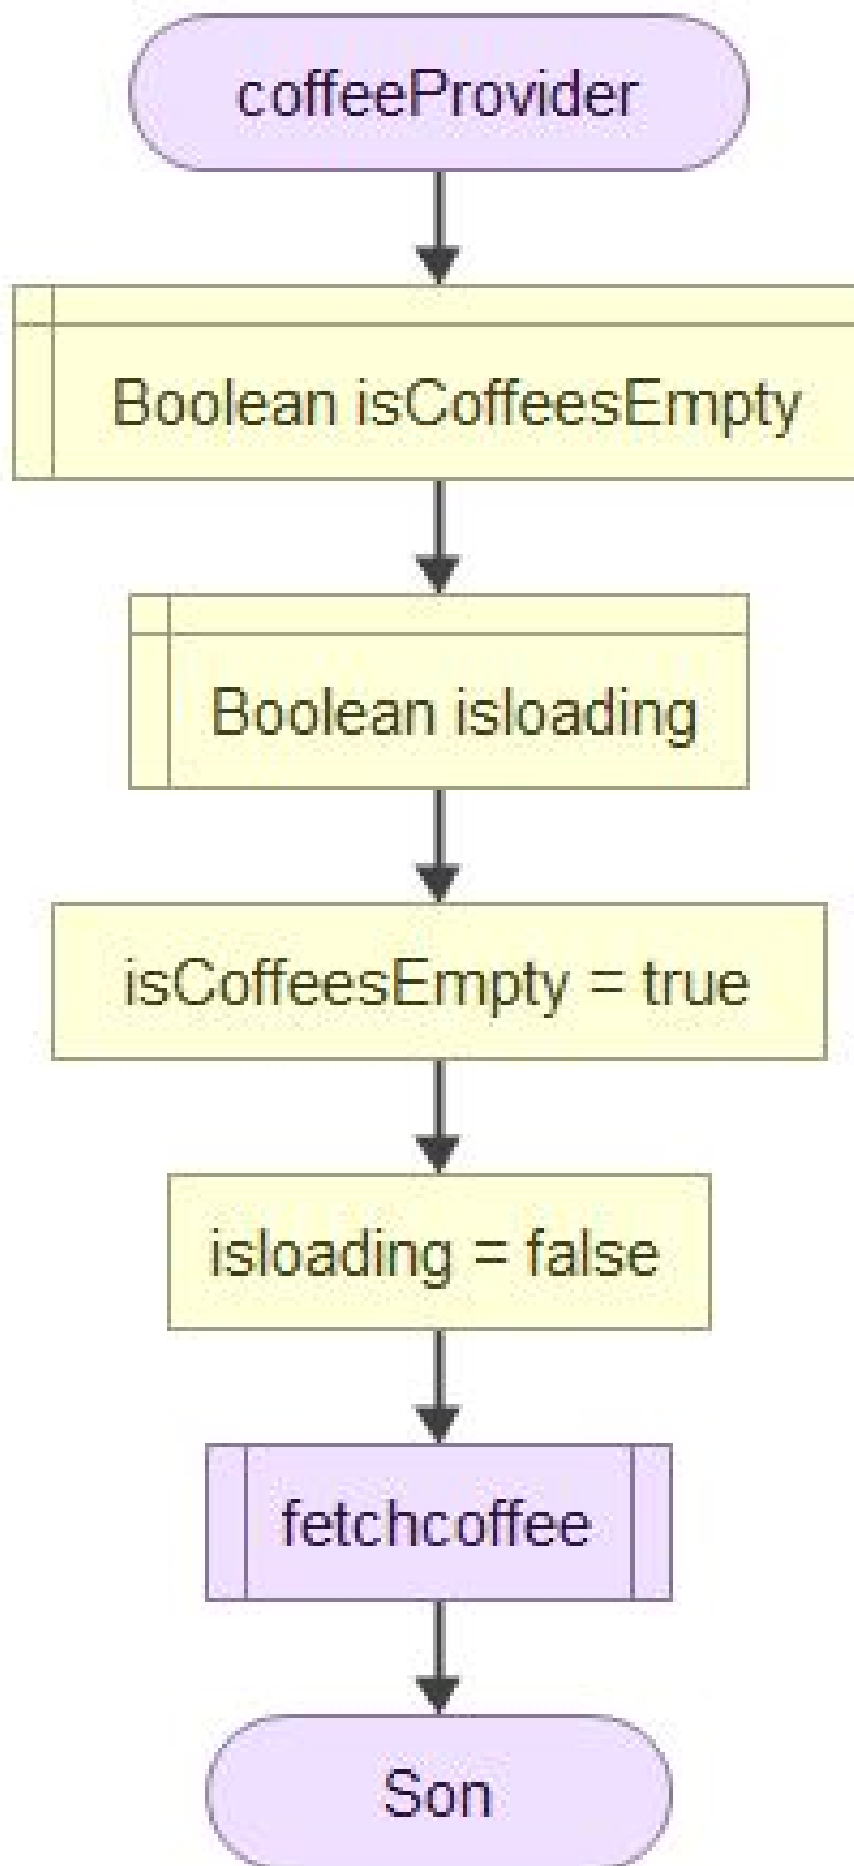 coffeeProvider
Boolean isCoffeesEmpty
Boolean isloading
isCoffeesEmpty = true
isloading = false
fetchcoffee
Son